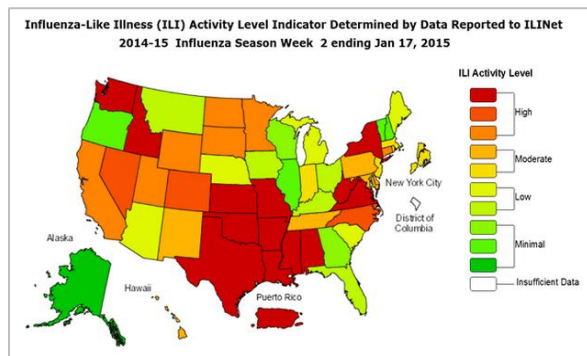 Influenza-Like Illness (ILI) Activity Level Indicator Determined by Data Reported to ILINet
2014-15 Influenza Season Week 2 ending Jan 17, 2015
ILI Activity Level
High
Moderate
New York City
Low
District of
Columbia
Alaska
Minimal
Hawaii
Puerto Rico
Insufficient Data